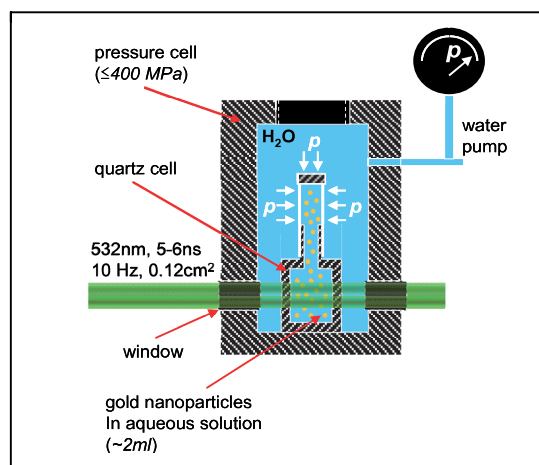 pressure cell
(≤400 MPa)
p
H₂O
p
water
pump
quartz cell
p
p
532nm, 5-6ns
10 Hz, 0.12cm²
window
gold nanoparticles
In aqueous solution
(~2ml)